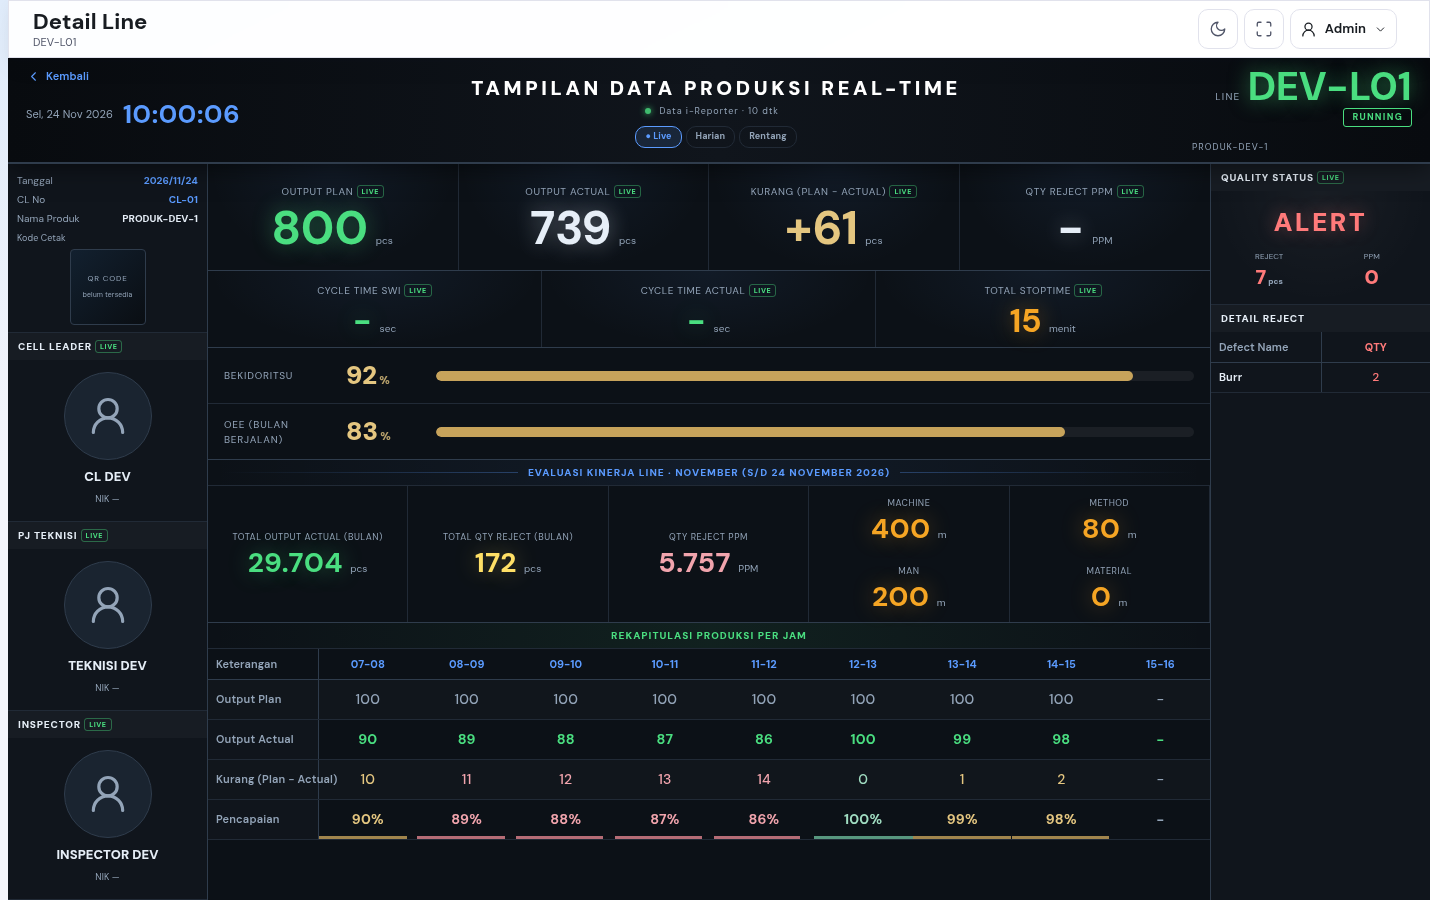 Detail Line
DEV-L01
Admin
Kembali
Sel, 24 Nov 2026 10:00:06
TAMPILAN DATA PRODUKSI REAL-TIME
Data i-Reporter · 10 dtk
• Live Harian Rentang
LINE DEV-L01
RUNNING
PRODUK-DEV-1
Tanggal 2026/11/24
CL No CL-01
Nama Produk PRODUK-DEV-1
Kode Cetak
QR CODE
belum tersedia
CELL LEADER LIVE
CL DEV
NIK —
PJ TEKNISI LIVE
TEKNISI DEV
NIK —
INSPECTOR LIVE
INSPECTOR DEV
NIK —
OUTPUT PLAN LIVE
800 pcs
OUTPUT ACTUAL LIVE
739 pcs
KURANG (PLAN - ACTUAL) LIVE
+61 pcs
QTY REJECT PPM LIVE
- PPM
CYCLE TIME SWI LIVE
- sec
CYCLE TIME ACTUAL LIVE
- sec
TOTAL STOPTIME LIVE
15 menit
BEKIDORITSU 92%
OEE (BULAN
BERJALAN) 83%
EVALUASI KINERJA LINE · NOVEMBER (S/D 24 NOVEMBER 2026)
TOTAL OUTPUT ACTUAL (BULAN)
29.704 pcs
TOTAL QTY REJECT (BULAN)
172 pcs
QTY REJECT PPM
5.757 PPM
MACHINE
400 m
METHOD
80 m
MAN
200 m
MATERIAL
0 m
REKAPITULASI PRODUKSI PER JAM
Keterangan 07-08 08-09 09-10 10-11 11-12 12-13 13-14 14-15 15-16
Output Plan 100 100 100 100 100 100 100 100 -
Output Actual 90 89 88 87 86 100 99 98 -
Kurang (Plan - Actual) 10 11 12 13 14 0 1 2 -
Pencapaian 90% 89% 88% 87% 86% 100% 99% 98% -
QUALITY STATUS LIVE
ALERT
REJECT PPM
7 pcs 0
DETAIL REJECT
Defect Name QTY
Burr 2